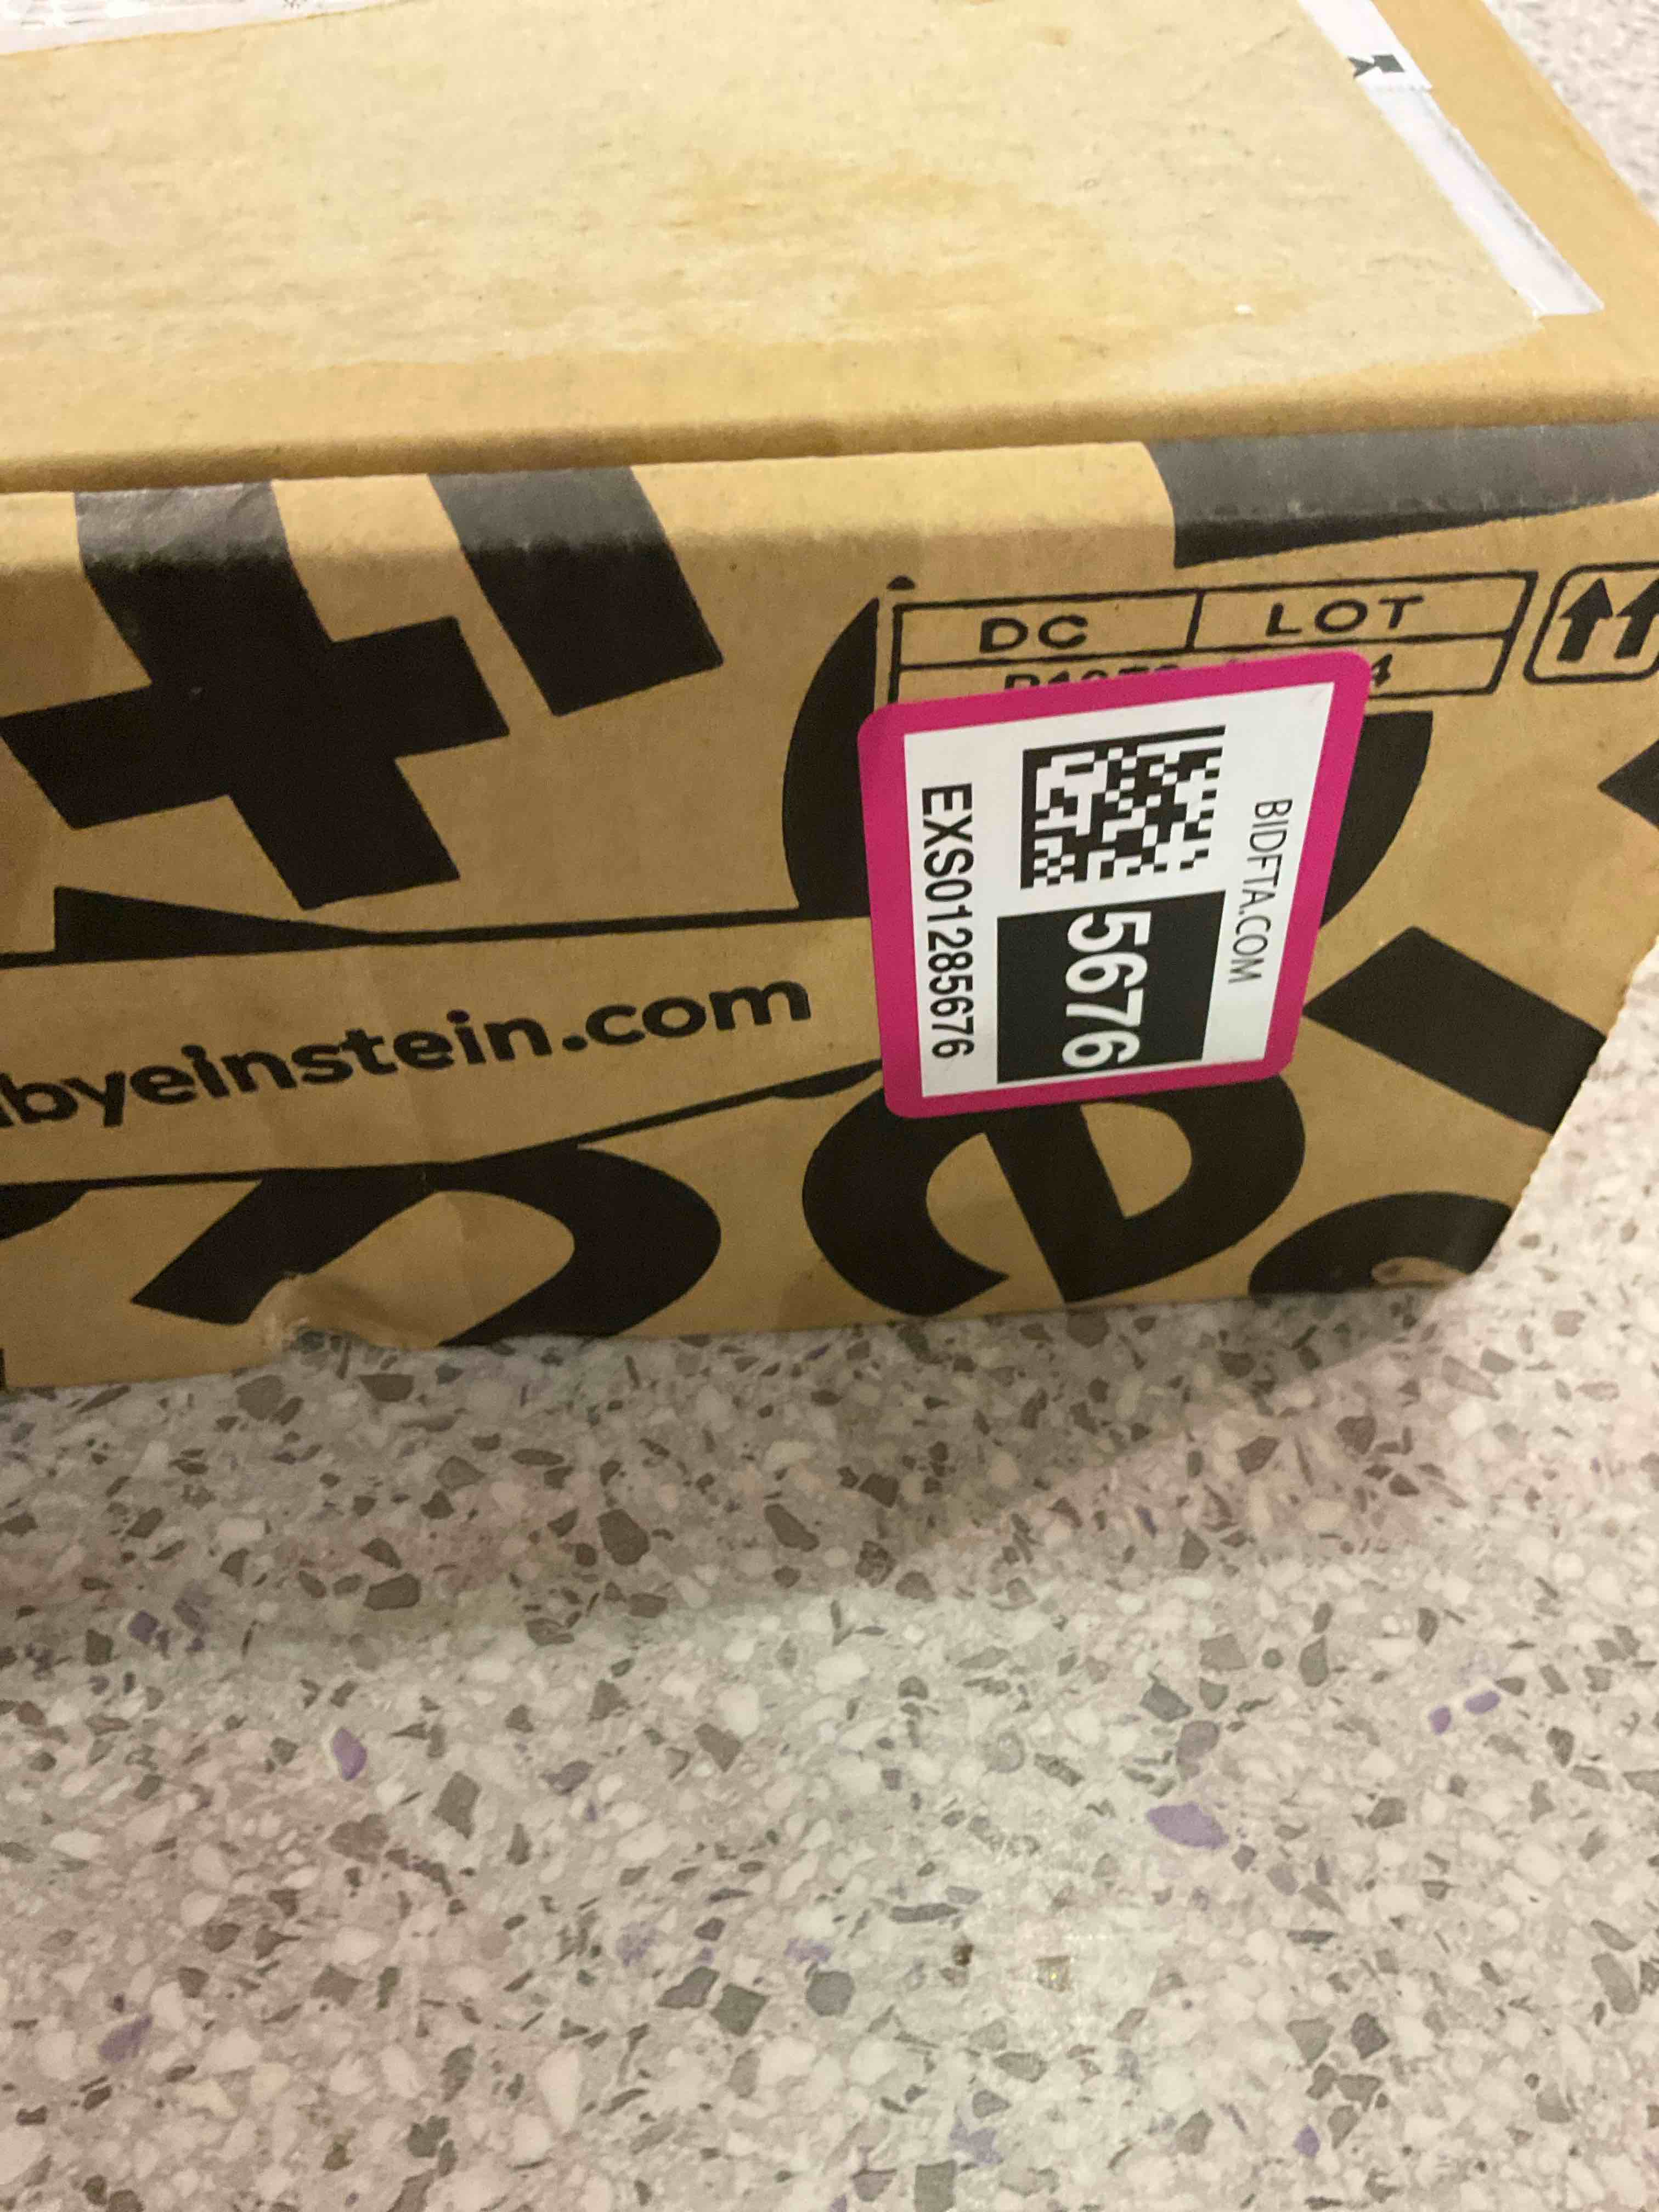 DC LOT
BIDFTA.COM
5676
EXS01285676
byeinstein.com